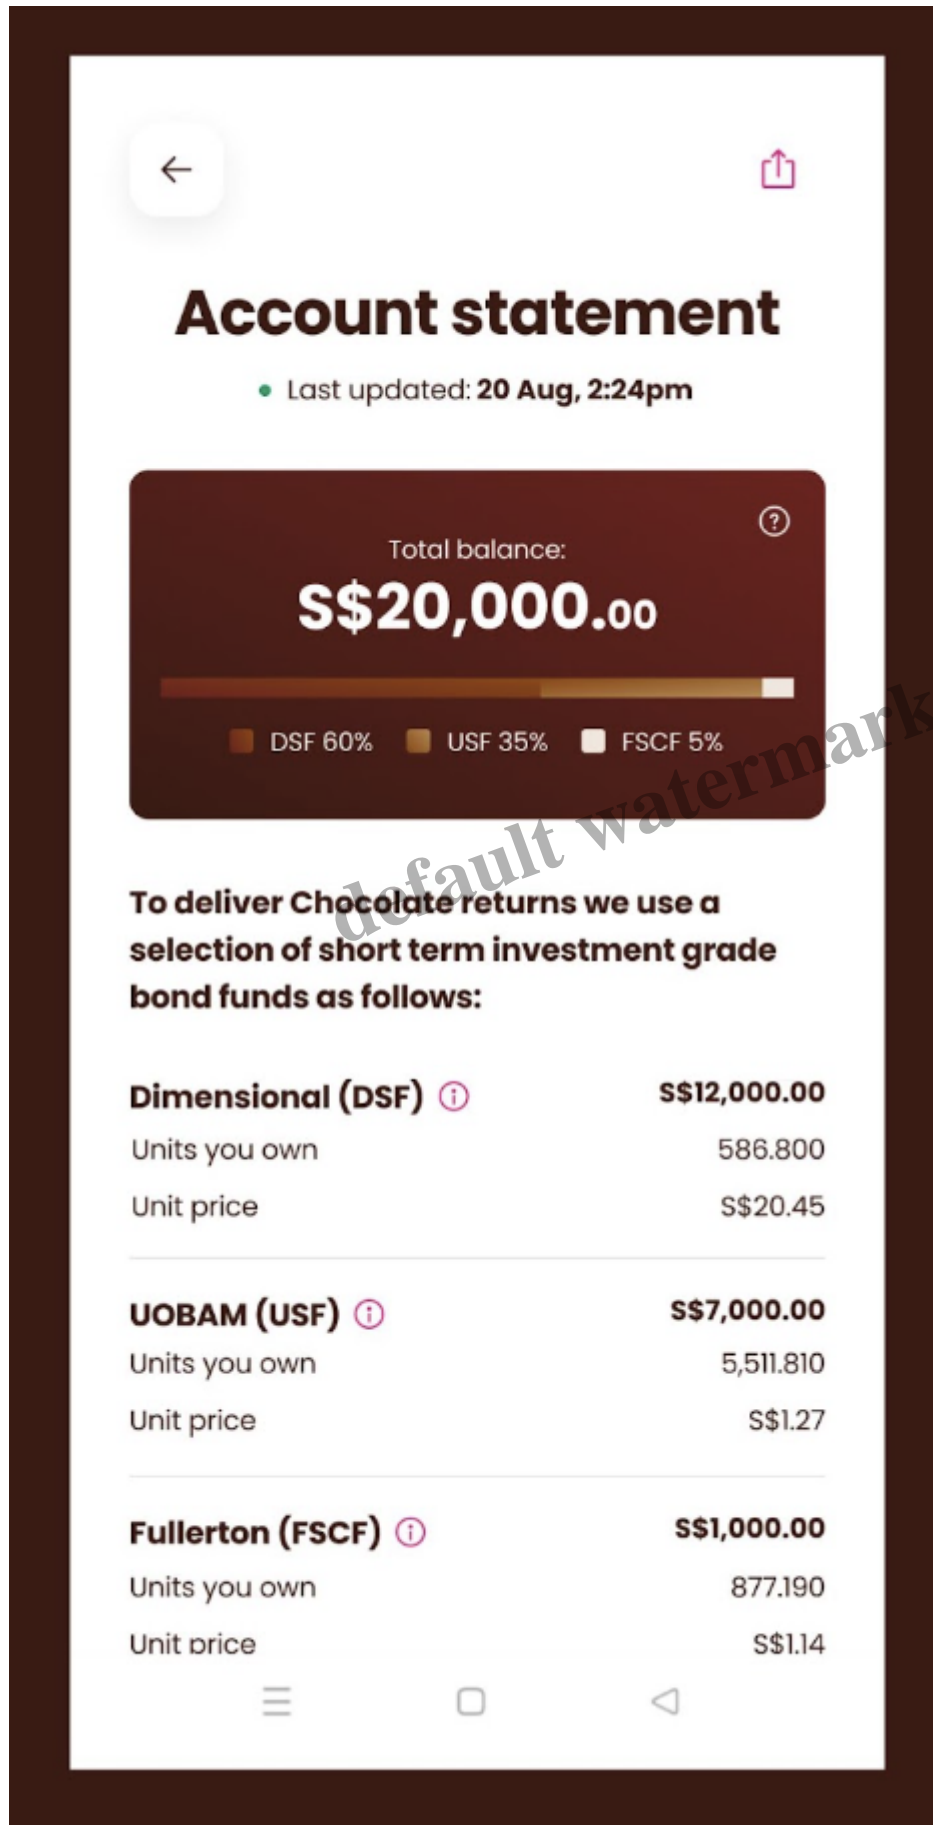 Account statement
Last updated: 20 Aug, 2:24pm
Total balance:
S$20,000.00
DSF 60% USF 35% FSCF 5%
default watermark
To deliver Chocolate returns we use a
selection of short term investment grade
bond funds as follows:
Dimensional (DSF) S$12,000.00
Units you own 586.800
Unit price S$20.45
UOBAM (USF) S$7,000.00
Units you own 5,511.810
Unit price S$1.27
Fullerton (FSCF) S$1,000.00
Units you own 877.190
Unit price S$1.14